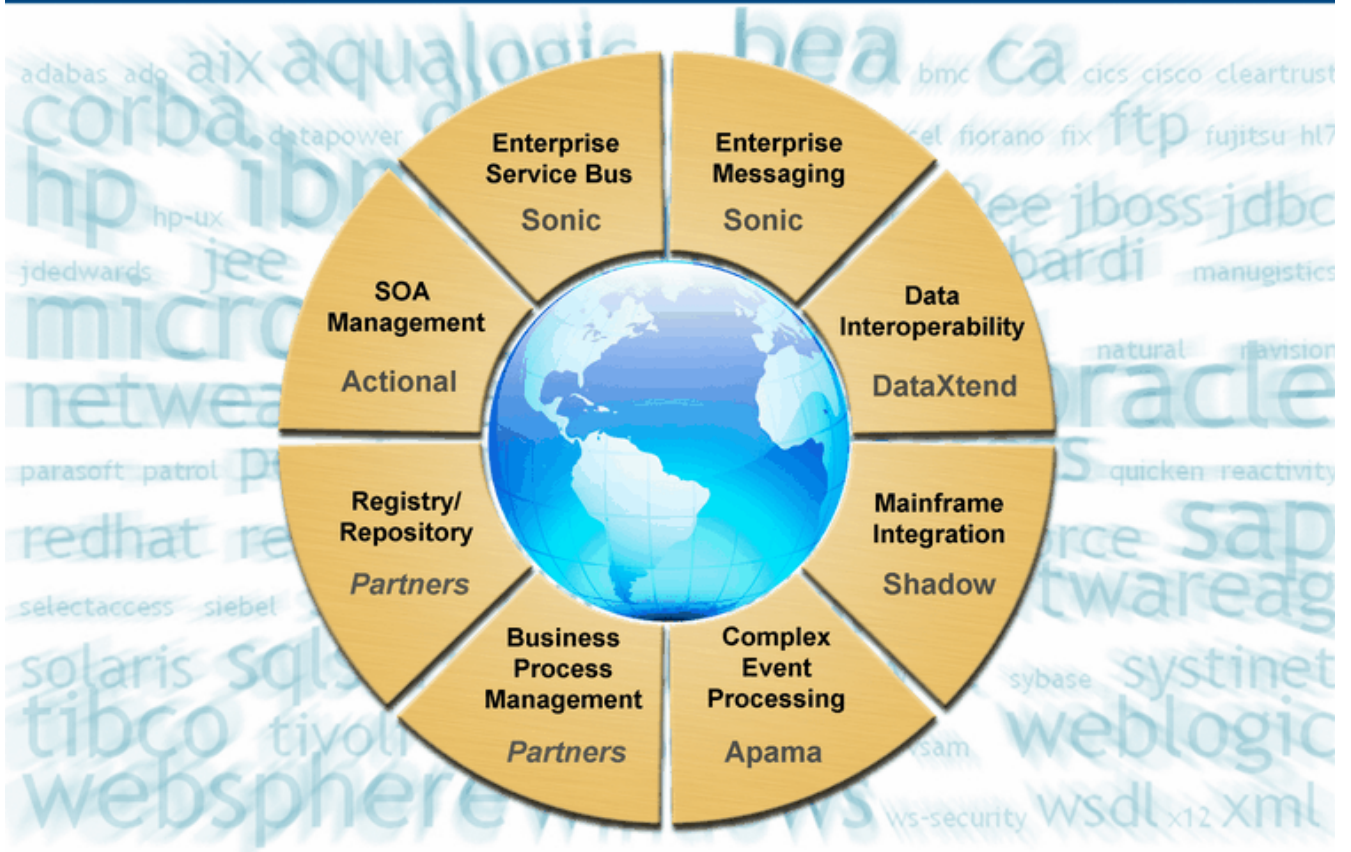 adabas ado aix aqualogic bea bmc ca cics cisco cleartrust
corba datapower fiorano fix ftp fujitsu hl7
hp hp-ux jboss jdbc
jdedwards jee manugistics
natural
parasoft patrol quicken reactivity
redhat sap
selectaccess siebel
solaris sybase systinet
tibco tivoli weblogic
websphere ws-security wsdl x12 xml
Enterprise
Service Bus
Sonic
Enterprise
Messaging
Sonic
Data
Interoperability
DataXtend
Mainframe
Integration
Shadow
Complex
Event
Processing
Apama
Business
Process
Management
Partners
Registry/
Repository
Partners
SOA
Management
Actional